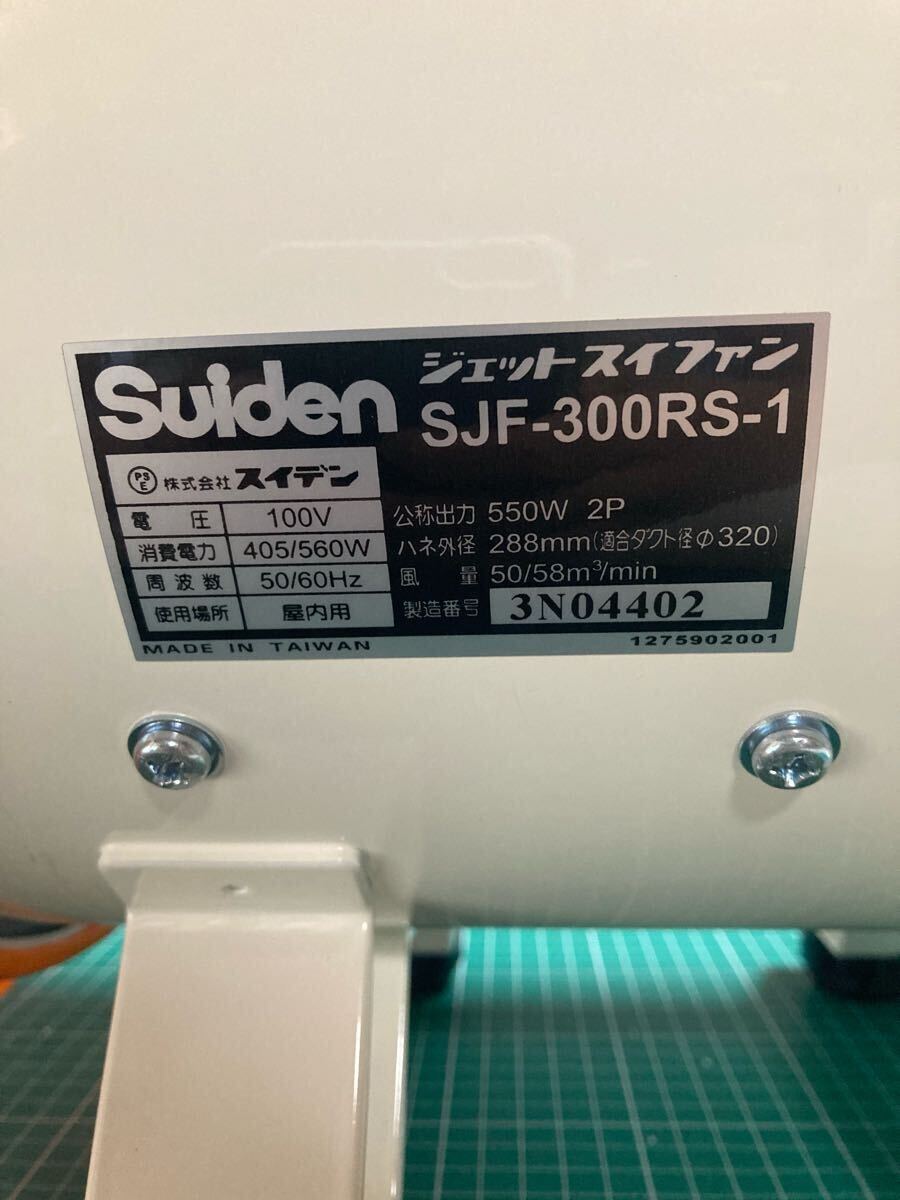 Suiden
ジェットスイファン
SJF-300RS-1
PSE 株式会社スイデン
電圧 100V
消費電力 405/560W
周波数 50/60Hz
使用場所 屋内用
公称出力 550W 2P
ハネ外径 288mm(適合ダクト径φ320)
風量 50/58m³/min
製造番号 3N04402
MADE IN TAIWAN
1275902001